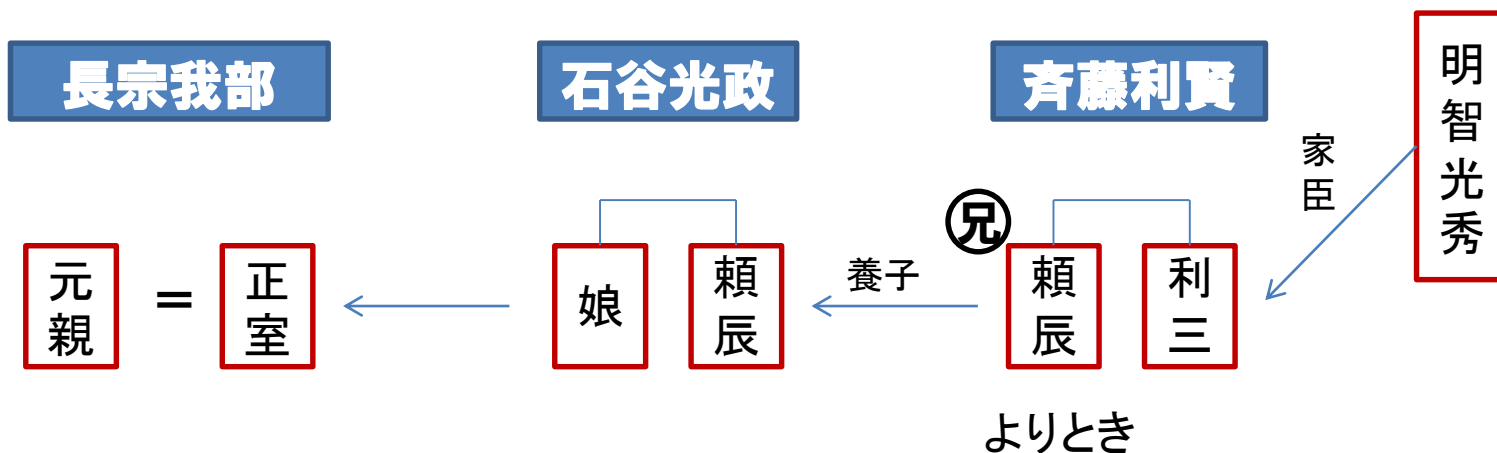 長宗我部
石谷光政
斉藤利賢
明智光秀
家臣
兄
元親
=
正室
娘
頼辰
養子
頼辰
利三
よりとき